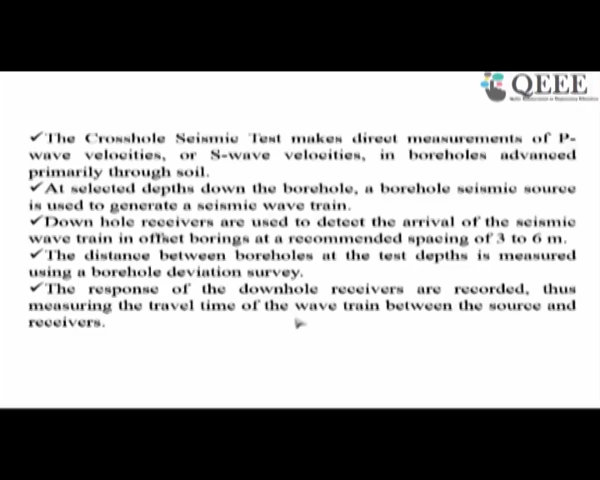 QEEE
✓The Crosshole Seismic Test makes direct measurements of P-
wave velocities, or S-wave velocities, in boreholes advanced
primarily through soil.
✓At selected depths down the borehole, a borehole seismic source
is used to generate a seismic wave train.
✓Down hole receivers are used to detect the arrival of the seismic
wave train in offset borings at a recommended spacing of 3 to 6 m.
✓The distance between boreholes at the test depths is measured
using a borehole deviation survey.
✓The response of the downhole receivers are recorded, thus
measuring the travel time of the wave train between the source and
receivers.